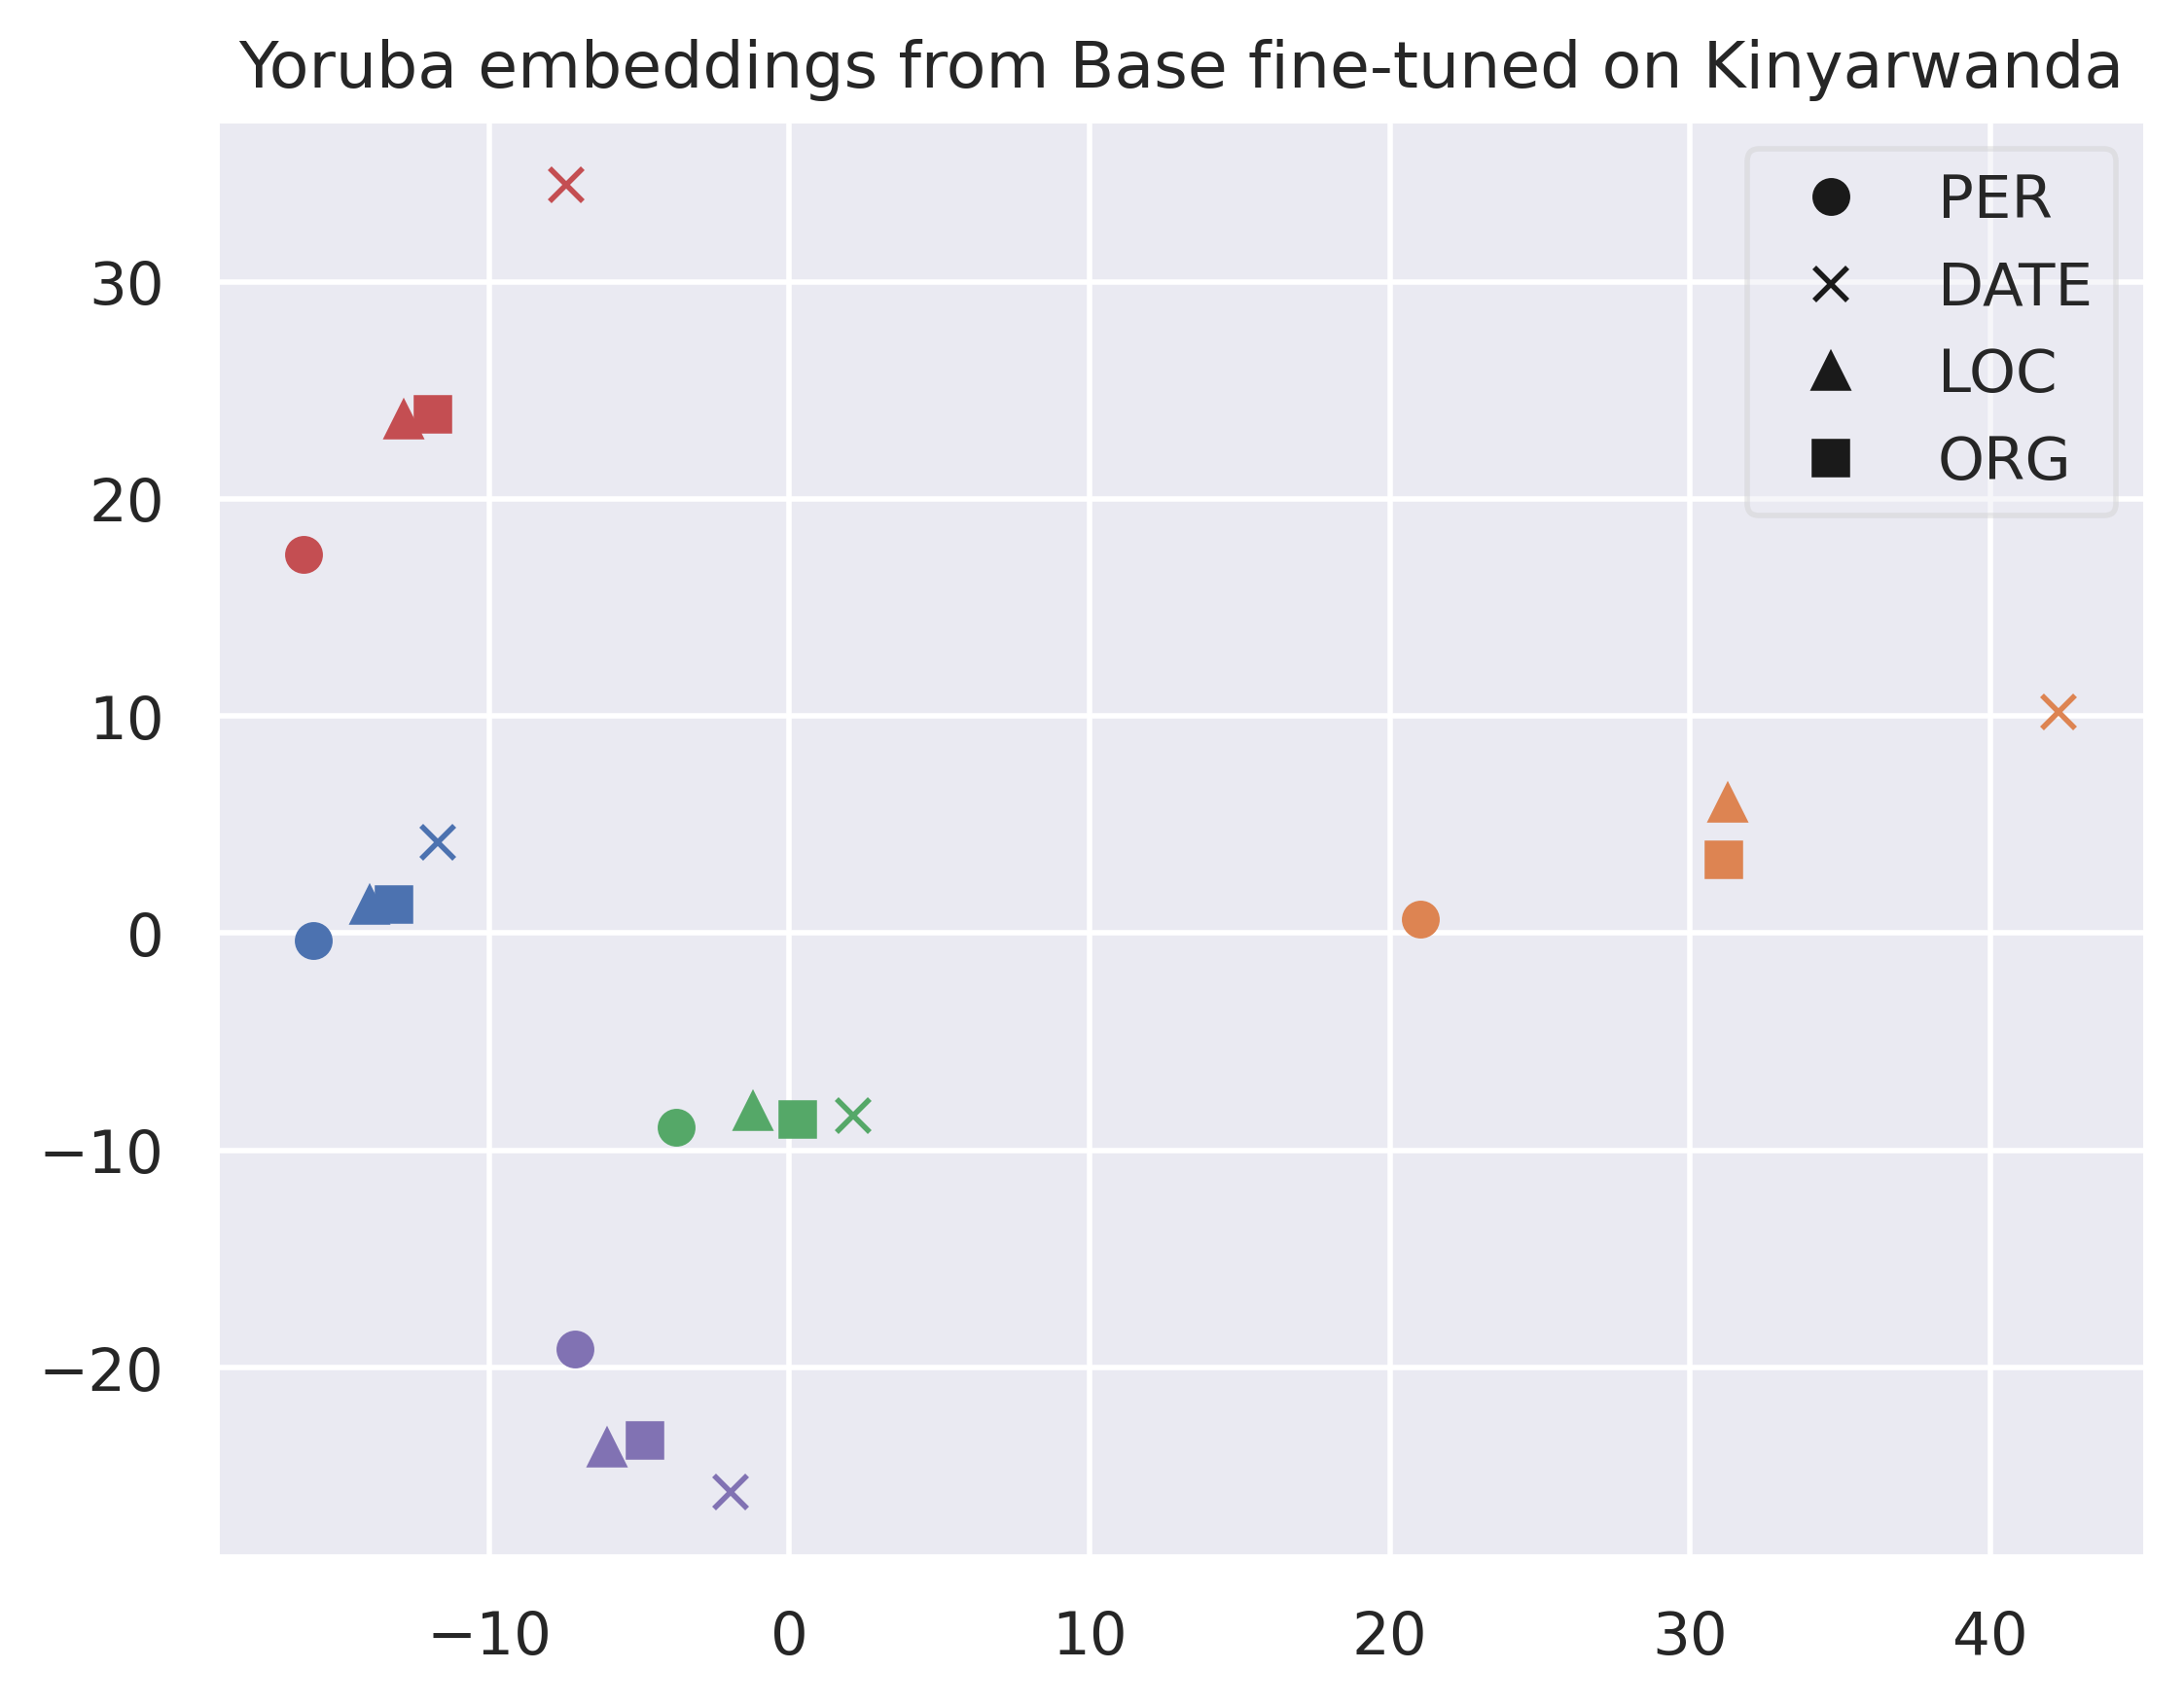 Yoruba embeddings from Base fine-tuned on Kinyarwanda
PER
DATE
LOC
ORG
30
20
10
0
−10
−20
−10 0 10 20 30 40